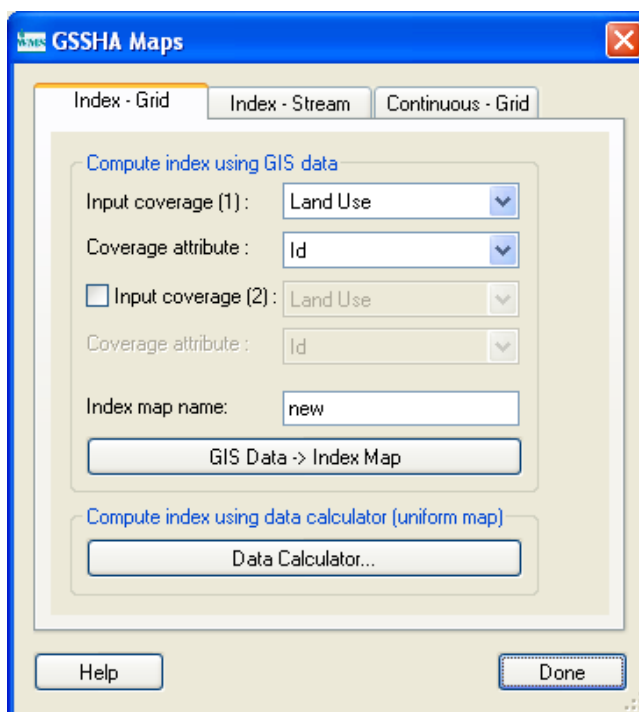 WMS GSSHA Maps
Index - Grid Index - Stream Continuous - Grid
Compute index using GIS data
Input coverage (1) : Land Use
Coverage attribute : Id
Input coverage (2) : Land Use
Coverage attribute : Id
Index map name: new
GIS Data -> Index Map
Compute index using data calculator (uniform map)
Data Calculator...
Help Done